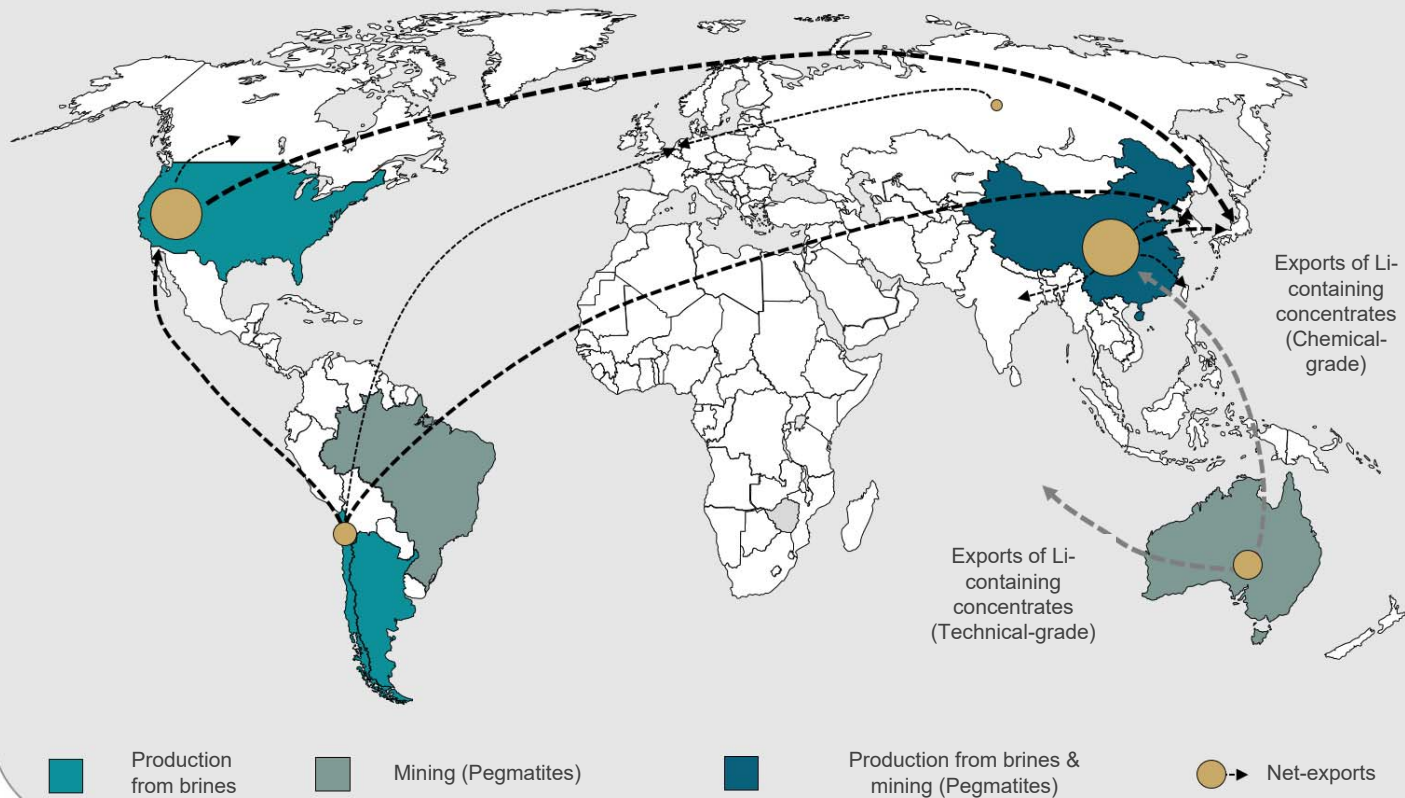 Exports of Li-
containing
concentrates
(Chemical-
grade)
Exports of Li-
containing
concentrates
(Technical-grade)
Production
from brines
Mining (Pegmatites)
Production from brines &
mining (Pegmatites)
Net-exports